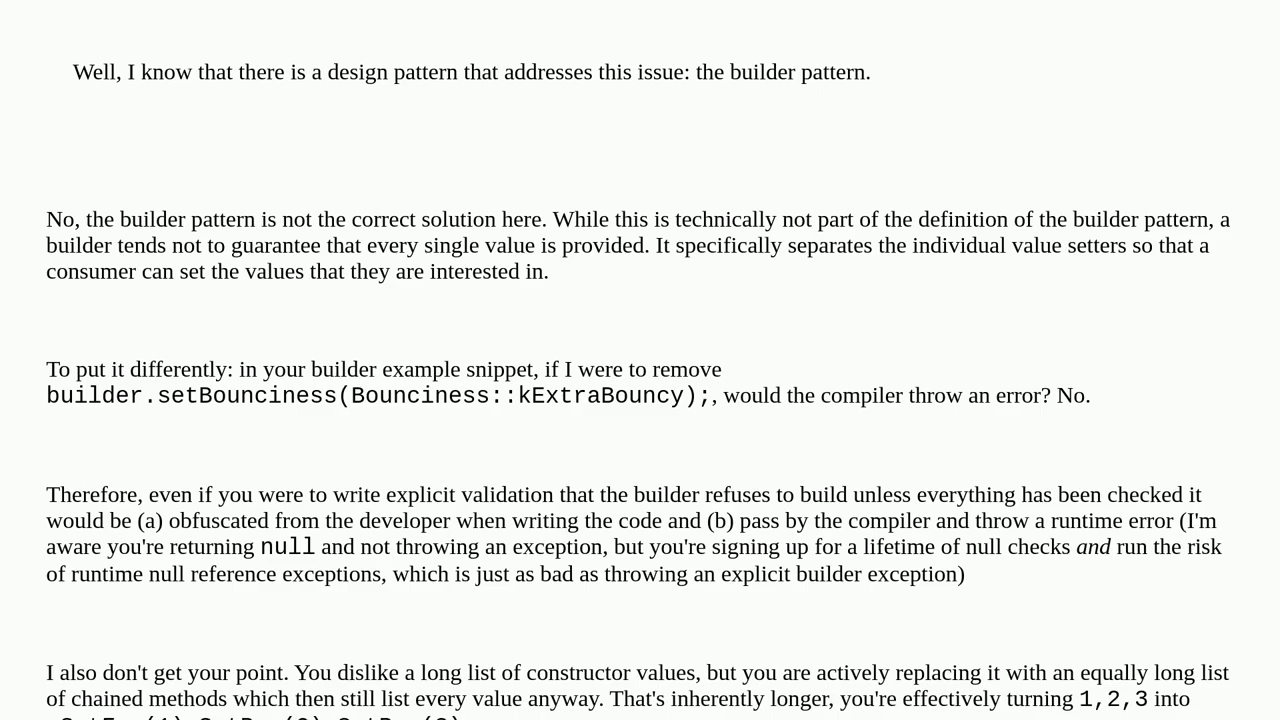 Well, I know that there is a design pattern that addresses this issue: the builder pattern.
No, the builder pattern is not the correct solution here. While this is technically not part of the definition of the builder pattern, a
builder tends not to guarantee that every single value is provided. It specifically separates the individual value setters so that a
consumer can set the values that they are interested in.
To put it differently: in your builder example snippet, if I were to remove
builder.setBounciness(Bounciness::kExtraBouncy);, would the compiler throw an error? No.
Therefore, even if you were to write explicit validation that the builder refuses to build unless everything has been checked it
would be (a) obfuscated from the developer when writing the code and (b) pass by the compiler and throw a runtime error (I'm
aware you're returning null and not throwing an exception, but you're signing up for a lifetime of null checks and run the risk
of runtime null reference exceptions, which is just as bad as throwing an explicit builder exception)
I also don't get your point. You dislike a long list of constructor values, but you are actively replacing it with an equally long list
of chained methods which then still list every value anyway. That's inherently longer, you're effectively turning 1,2,3 into